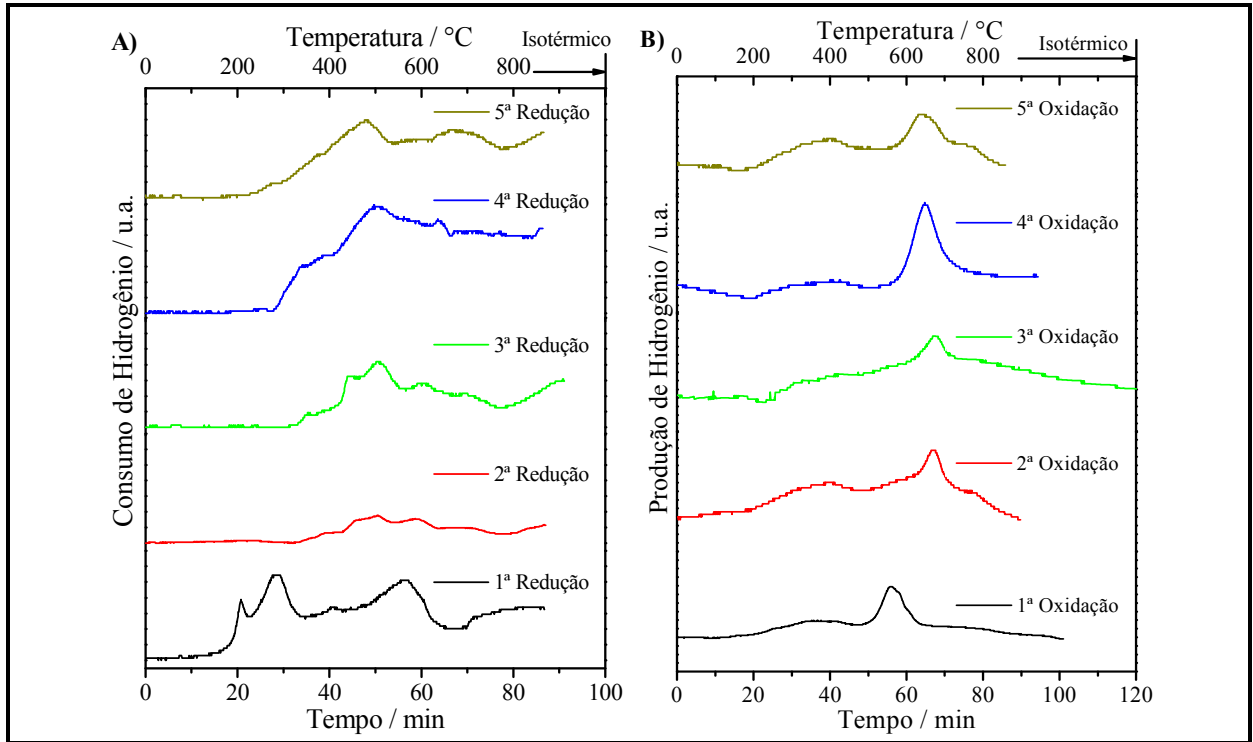 A)
Temperatura / °C
Isotérmico
0 200 400 600 800
5ª Redução
4ª Redução
3ª Redução
2ª Redução
1ª Redução
Consumo de Hidrogênio / u.a.
0 20 40 60 80 100
Tempo / min
B)
Temperatura / °C
Isotérmico
0 200 400 600 800
5ª Oxidação
4ª Oxidação
3ª Oxidação
2ª Oxidação
1ª Oxidação
Produção de Hidrogênio / u.a.
0 20 40 60 80 100 120
Tempo / min